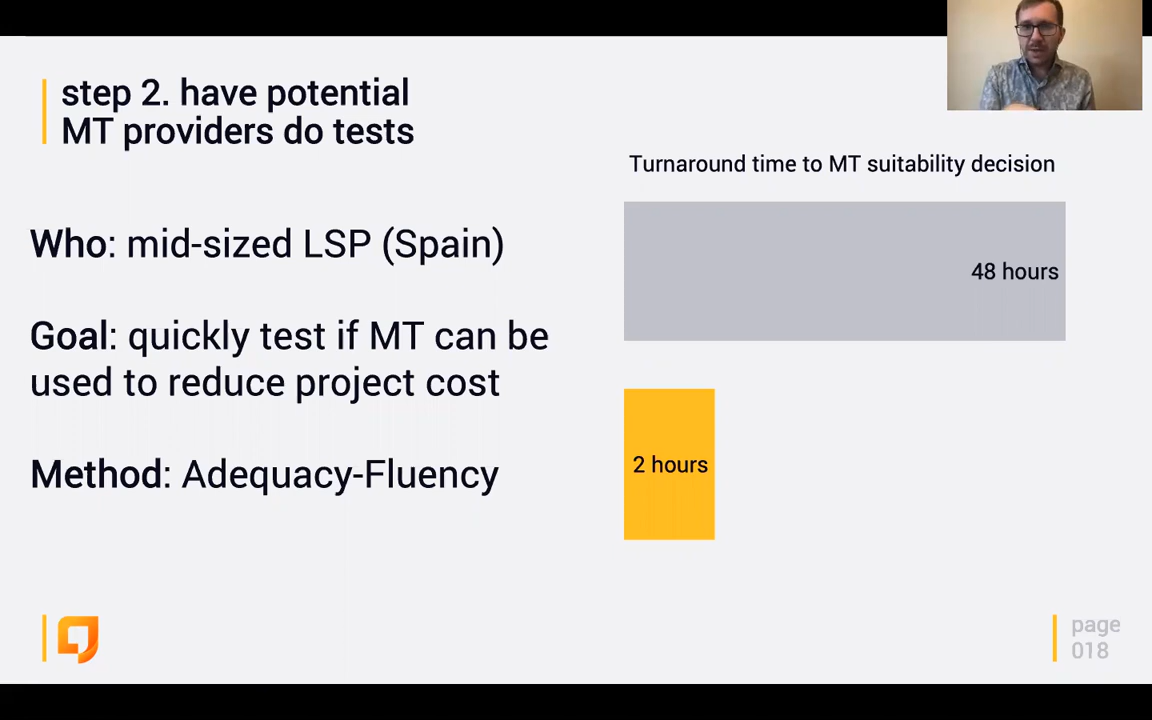 step 2. have potential
MT providers do tests
Who: mid-sized LSP (Spain)
Goal: quickly test if MT can be
used to reduce project cost
Method: Adequacy-Fluency
Turnaround time to MT suitability decision
48 hours
2 hours
page
018